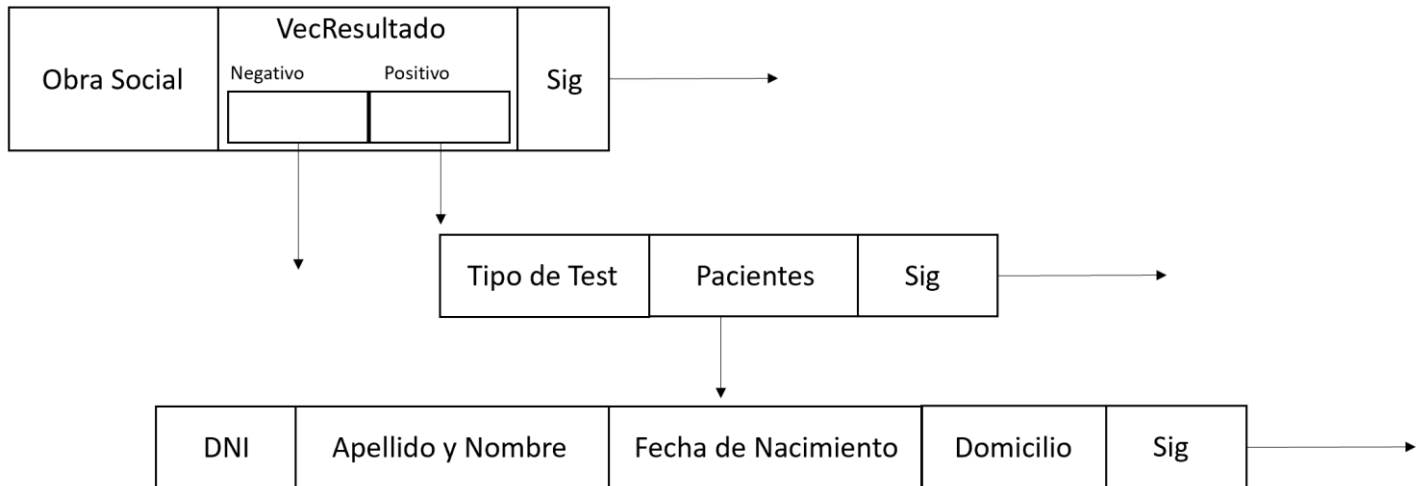 VecResultado
Negativo Positivo
Obra Social Sig
Tipo de Test Pacientes Sig
DNI Apellido y Nombre Fecha de Nacimiento Domicilio Sig